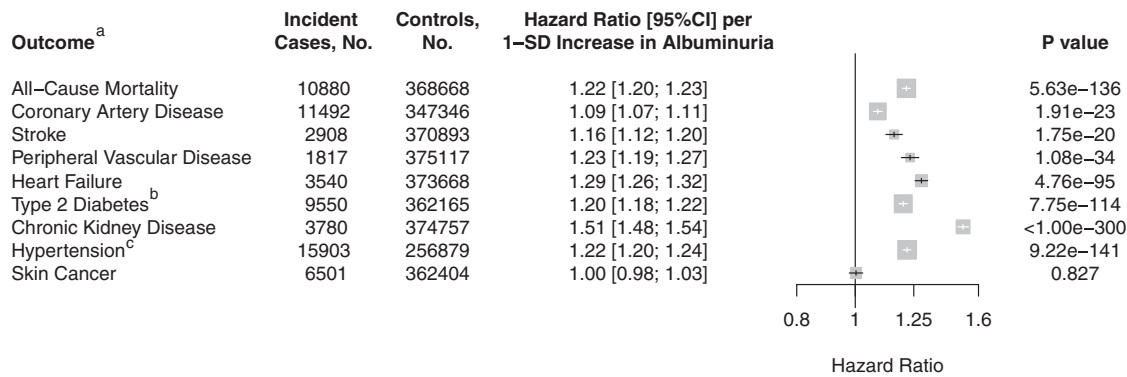 Outcome a Incident Cases, No. Controls, No. Hazard Ratio [95%CI] per 1−SD Increase in Albuminuria P value
All−Cause Mortality 10880 368668 1.22 [1.20; 1.23] 5.63e−136
Coronary Artery Disease 11492 347346 1.09 [1.07; 1.11] 1.91e−23
Stroke 2908 370893 1.16 [1.12; 1.20] 1.75e−20
Peripheral Vascular Disease 1817 375117 1.23 [1.19; 1.27] 1.08e−34
Heart Failure 3540 373668 1.29 [1.26; 1.32] 4.76e−95
Type 2 Diabetes b 9550 362165 1.20 [1.18; 1.22] 7.75e−114
Chronic Kidney Disease 3780 374757 1.51 [1.48; 1.54] <1.00e−300
Hypertension c 15903 256879 1.22 [1.20; 1.24] 9.22e−141
Skin Cancer 6501 362404 1.00 [0.98; 1.03] 0.827
0.8 1 1.25 1.6
Hazard Ratio